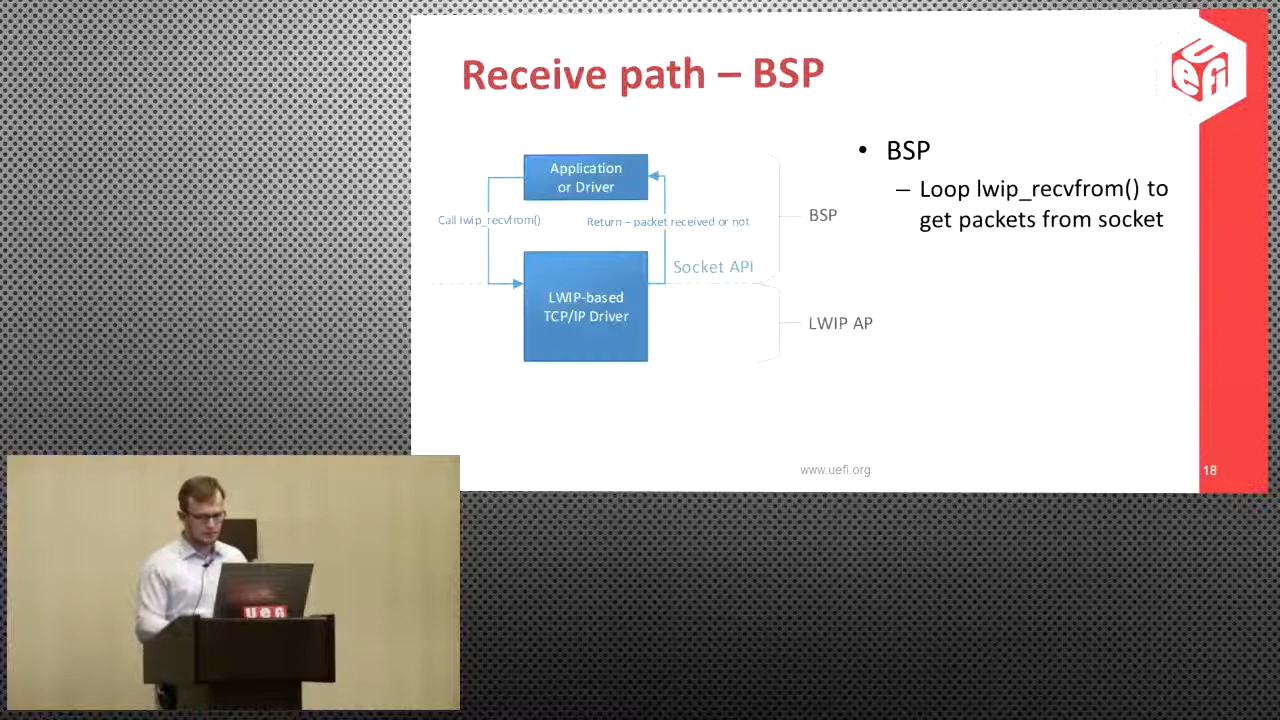 Receive path – BSP
UEFI
Application
or Driver
Call lwip_recvfrom()
Return – packet received or not
Socket API
LWIP-based
TCP/IP Driver
BSP
LWIP AP
• BSP
– Loop lwip_recvfrom() to
get packets from socket
www.uefi.org
18
UEFI